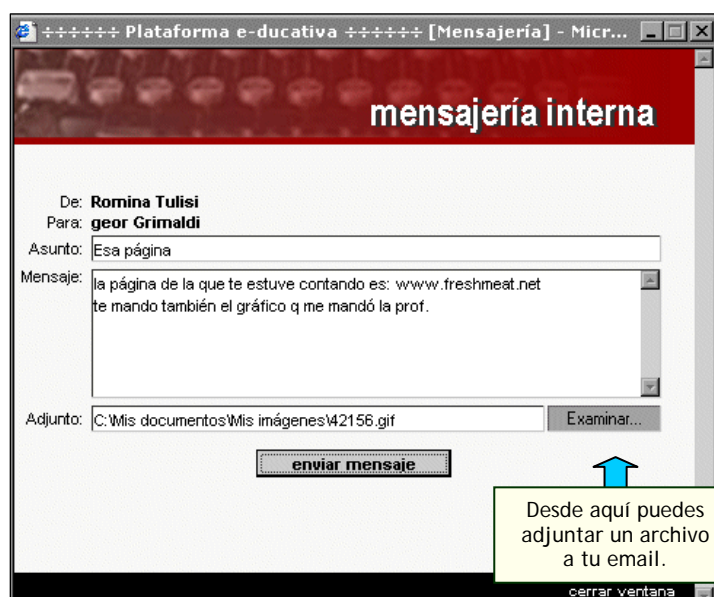 ÷÷÷÷÷÷ Plataforma e-ducativa ÷÷÷÷÷÷ [Mensajería] - Micr...
mensajería interna
De: Romina Tulisi
Para: geor Grimaldi
Asunto: Esa página
Mensaje: la página de la que te estuve contando es: www.freshmeat.net
te mando también el gráfico q me mandó la prof.
Adjunto: C:\Mis documentos\Mis imágenes\42156.gif Examinar...
enviar mensaje
Desde aquí puedes
adjuntar un archivo
a tu email.
cerrar ventana